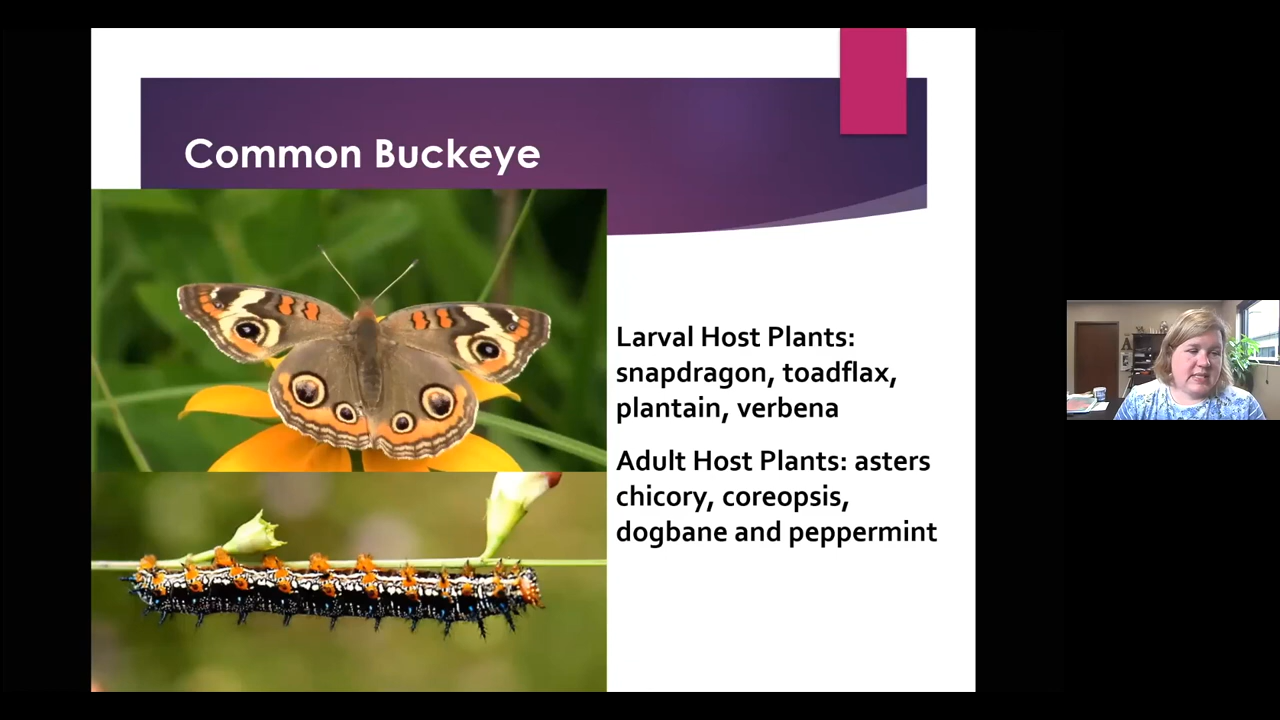 Common Buckeye
Larval Host Plants:
snapdragon, toadflax,
plantain, verbena
Adult Host Plants: asters
chicory, coreopsis,
dogbane and peppermint
A